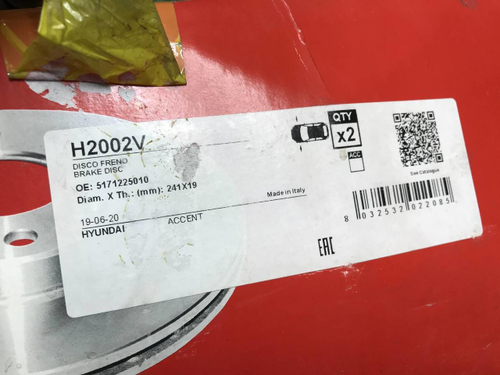 H2002V
DISCO FRENO
BRAKE DISC
OE: 5171225010
Diam. X Th.: (mm): 241X19
19-06-20 ACCENT
HYUNDAI
Made in Italy
QTY
x2
ACC
See Catalogue
8 032532 022085
EAC